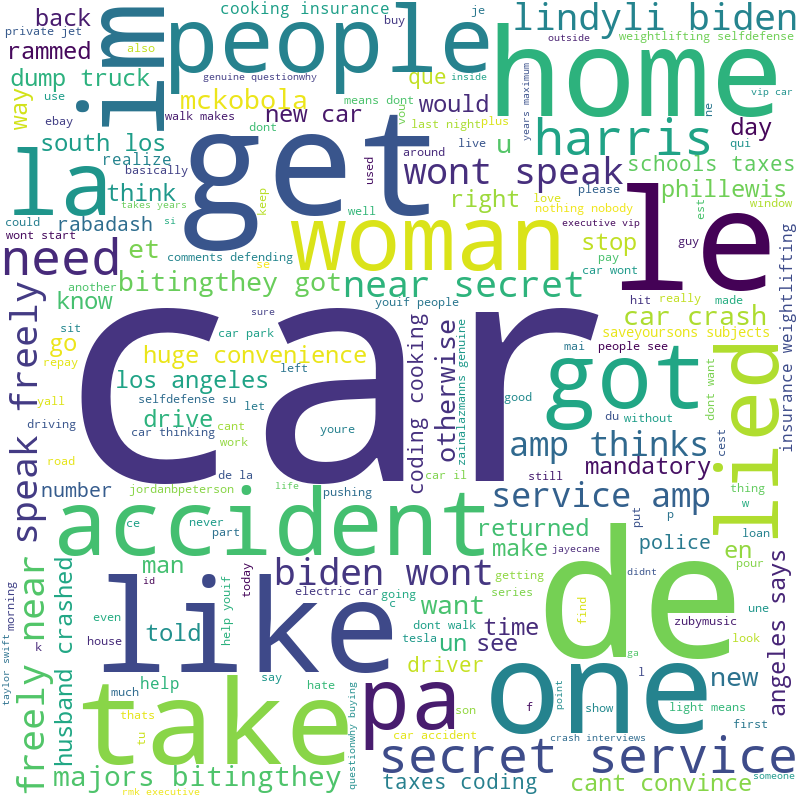 cooking insurance
buy
je
lindyli biden
private jet
back
rammed
also
im
people
outside
weightlifting selfdefense
home
genuine questionwhy
means dont
inside
dump truck
que
mckobola
use
way
ebay
walk makes
new car
would
vou
last night
plus
years maximum
vip car
ne
la
get
south los
dont
realize
basically
around
live
u
harris
day
qui
wont speak
schools taxes
think
takes years
used
right
love
please
nothing nobody
phillewis
could
si
keep
well
executive vip
est
window
wont start
rabadash
woman
stop
guy
le
need
et
comments defending
pay
car wont
another
bitingthey got
se
near secret
hit
really
made
know
youif people
car crash
sit
sure
saveyoursons subjects
speak freely
go
car
car park
mai
people see
insurance weightlifting
repay
huge convenience
left
otherwise
zainalazmanns genuine
got
dont want
los angeles
yall
selfdefense su
let
good
du
without
lied
driving
drive
cant
youre
coding cooking
amp thinks
cest
car thinking
work
road
de la
car il
still
mandatory
thing
number
jordanbpeterson
life
pushing
service amp
put
p
w
loan
accident
ce
never
part
returned
police
en
man
make
jayecane
didnt
pour
freely near
husband crashed
id
today
biden wont
getting
series
de
angeles says
electric car
going
c
morning
even
like
help youif
want
find
zubymusic
une
house
told
dont walk
time
tesla
un
see
one
ga
look
k
say
driver
l
new
taylor swift
help
pa
much
hate
son
f
point
show
light means
first
thats
take
tu
questionwhy buying
car accident
secret service
crash interviews
someone
majors bitingthey
taxes coding
cant convince
rmk executive